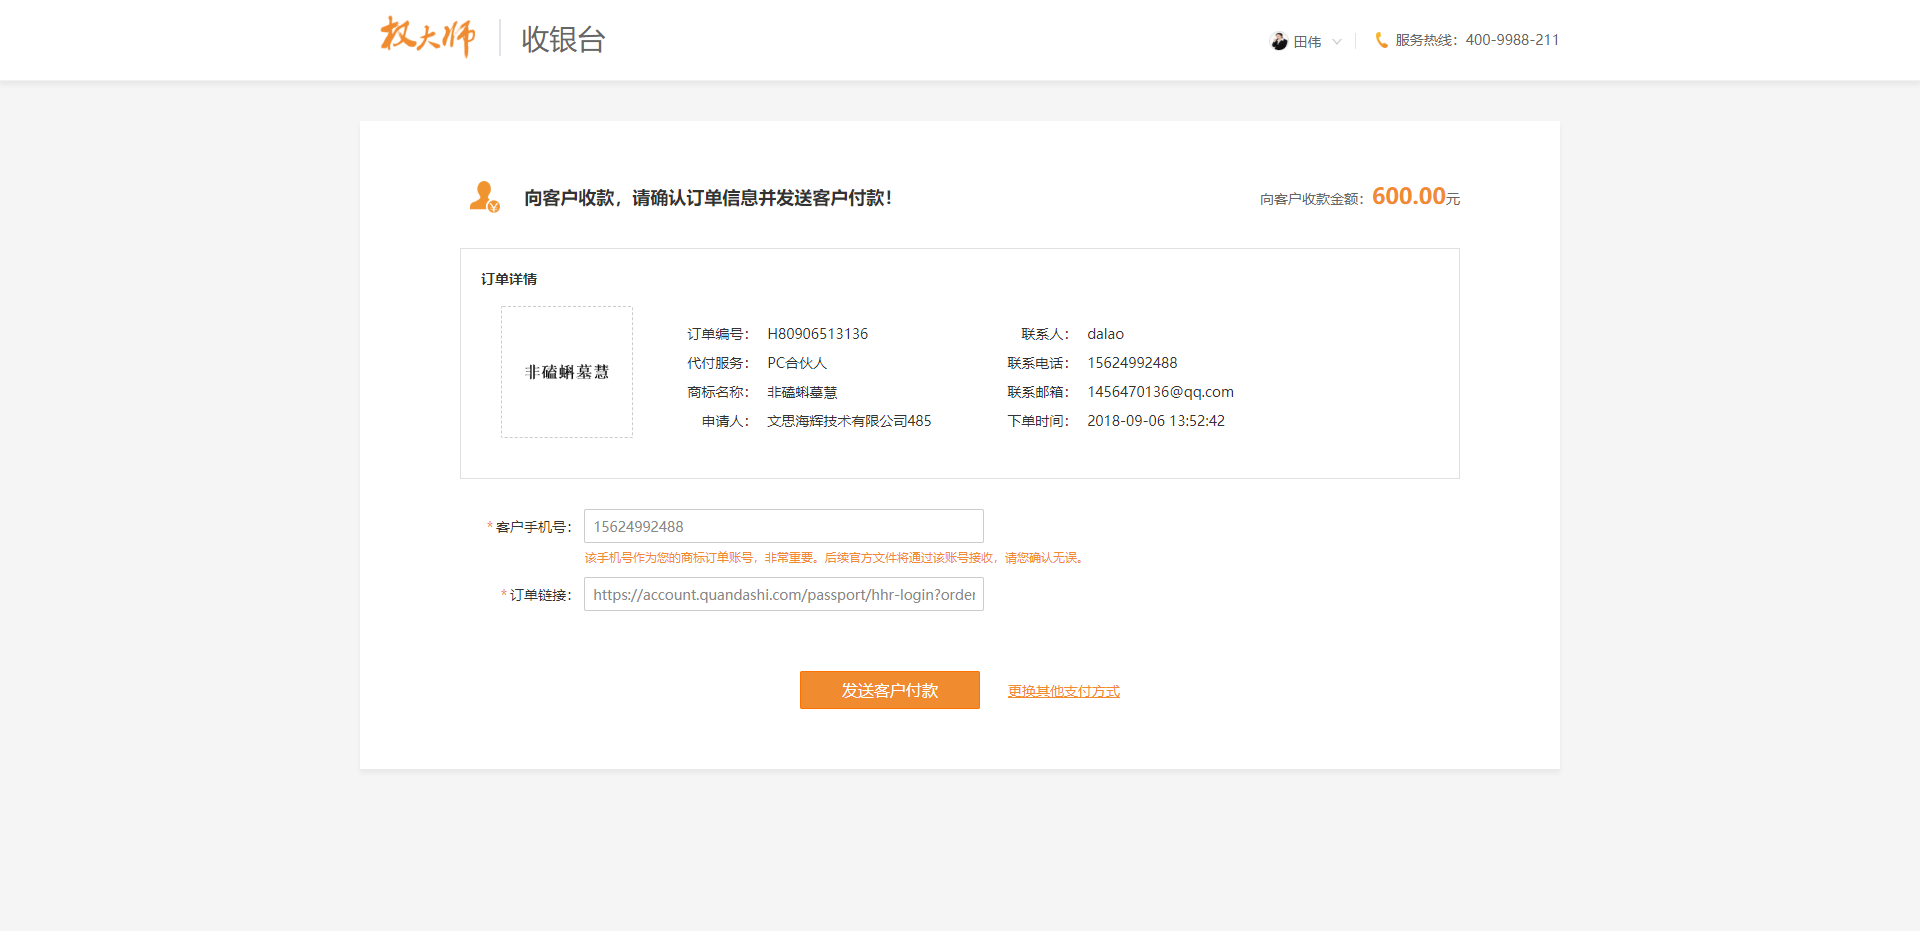 权大师
收银台
田伟
服务热线：400-9988-211
向客户收款，请确认订单信息并发送客户付款！
向客户收款金额：600.00元
订单详情
非磕蝌墓慧
订单编号： H80906513136
联系人： dalao
代付服务： PC合伙人
联系电话： 15624992488
商标名称： 非磕蝌墓慧
联系邮箱： 1456470136@qq.com
申请人： 文思海辉技术有限公司485
下单时间： 2018-09-06 13:52:42
*客户手机号： 15624992488
该手机号作为您的商标订单账号，非常重要。后续官方文件将通过该账号接收，请您确认无误。
*订单链接： https://account.quandashi.com/passport/hhr-login?order
发送客户付款
更换其他支付方式